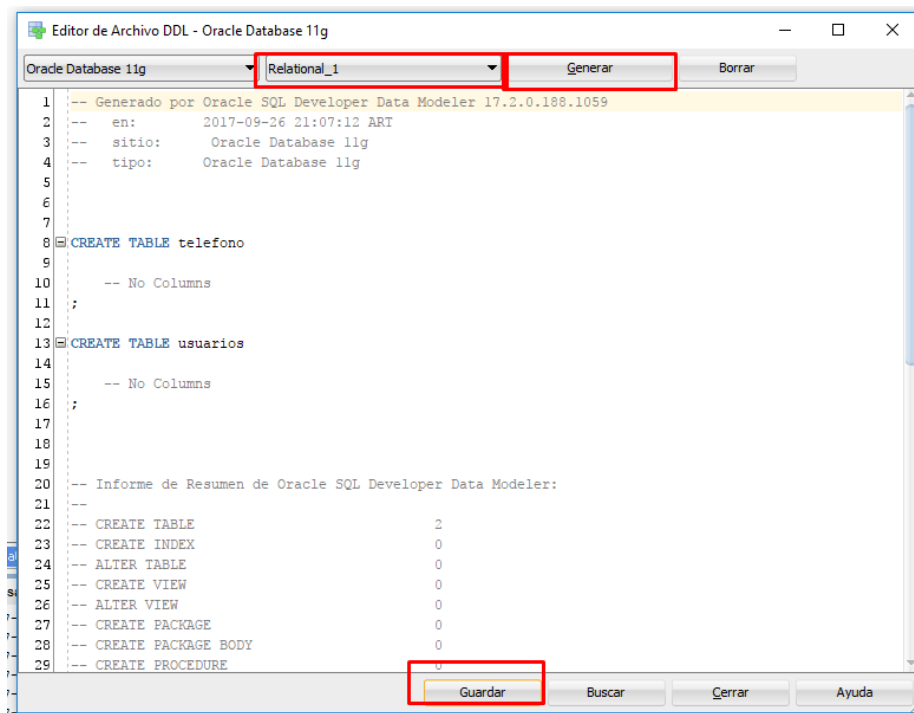 Editor de Archivo DDL - Oracle Database 11g
Oracle Database 11g Relational_1 Generar Borrar
1 -- Generado por Oracle SQL Developer Data Modeler 17.2.0.188.1059
2 -- en: 2017-09-26 21:07:12 ART
3 -- sitio: Oracle Database 11g
4 -- tipo: Oracle Database 11g
5
6
7
8 CREATE TABLE telefono
9
10 -- No Columns
11 ;
12
13 CREATE TABLE usuarios
14
15 -- No Columns
16 ;
17
18
19
20 -- Informe de Resumen de Oracle SQL Developer Data Modeler:
21 --
22 -- CREATE TABLE 2
23 -- CREATE INDEX 0
24 -- ALTER TABLE 0
25 -- CREATE VIEW 0
26 -- ALTER VIEW 0
27 -- CREATE PACKAGE 0
28 -- CREATE PACKAGE BODY 0
29 -- CREATE PROCEDURE 0
Guardar Buscar Cerrar Ayuda